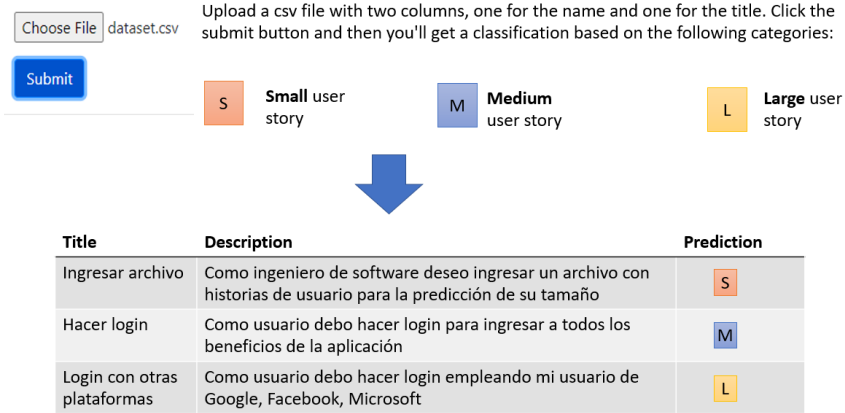 Choose File dataset.csv
Submit
Upload a csv file with two columns, one for the name and one for the title. Click the
submit button and then you'll get a classification based on the following categories:
S Small user
story
M Medium
user story
L Large user
story
Title Description Prediction
Ingresar archivo Como ingeniero de software deseo ingresar un archivo con
historias de usuario para la predicción de su tamaño S
Hacer login Como usuario debo hacer login para ingresar a todos los
beneficios de la aplicación M
Login con otras Como usuario debo hacer login empleando mi usuario de
plataformas Google, Facebook, Microsoft L